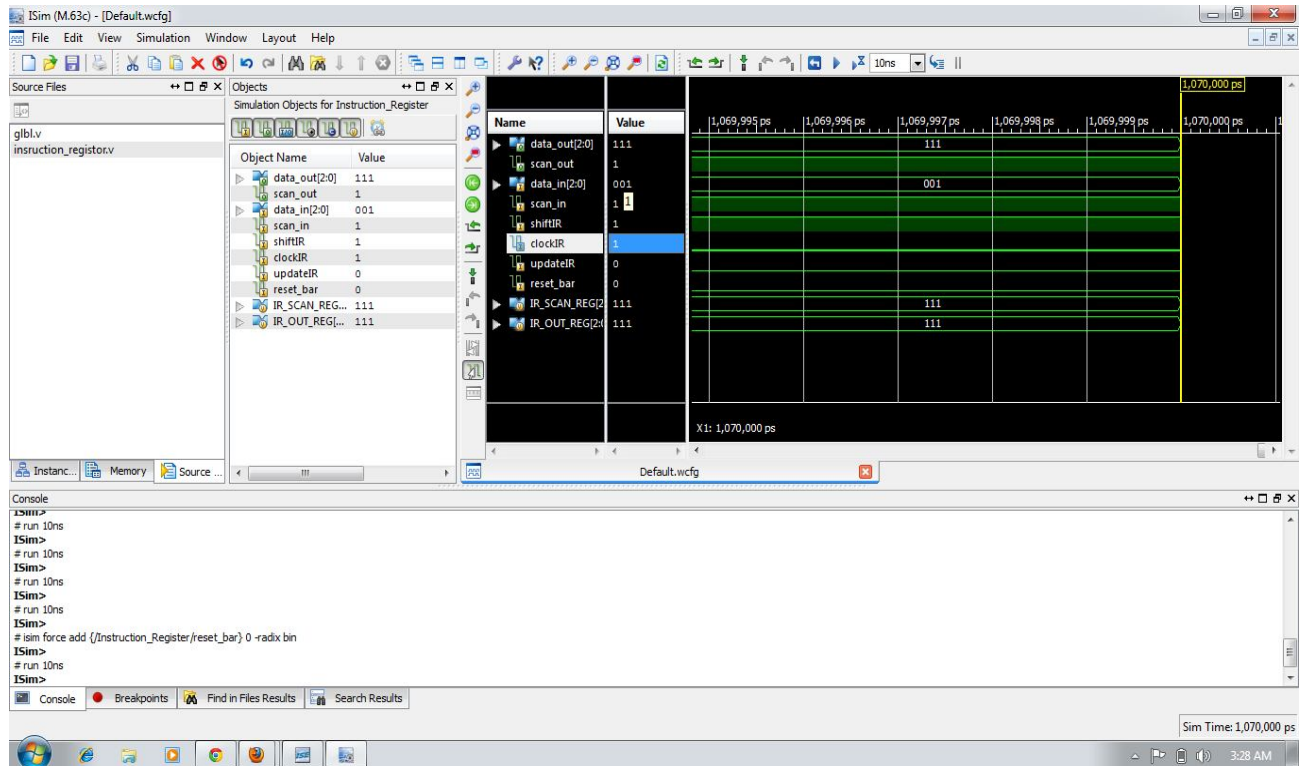 ISim (M.63c) - [Default.wcfg]
File Edit View Simulation Window Layout Help
10ns
Source Files
glbl.v
insruction_registor.v
Instanc... Memory Source ...
Objects
Simulation Objects for Instruction_Register
Object Name Value
data_out[2:0] 111
scan_out 1
data_in[2:0] 001
scan_in 1
shiftIR 1
clockIR 1
updateIR 0
reset_bar 0
IR_SCAN_REG... 111
IR_OUT_REG[... 111
1,070,000 ps
Name Value
1,069,995 ps 1,069,996 ps 1,069,997 ps 1,069,998 ps 1,069,999 ps 1,070,000 ps 1
data_out[2:0] 111 111
scan_out 1
data_in[2:0] 001 001
scan_in 1 1
shiftIR 1
clockIR 1
updateIR 0
reset_bar 0
IR_SCAN_REG[2 111 111
IR_OUT_REG[2:( 111 111
X1: 1,070,000 ps
Default.wcfg
Console
ISim>
# run 10ns
ISim>
# run 10ns
ISim>
# run 10ns
ISim>
# run 10ns
ISim>
# isim force add {/Instruction_Register/reset_bar} 0 -radix bin
ISim>
# run 10ns
ISim>
Console Breakpoints Find in Files Results Search Results
Sim Time: 1,070,000 ps
ISE
3:28 AM